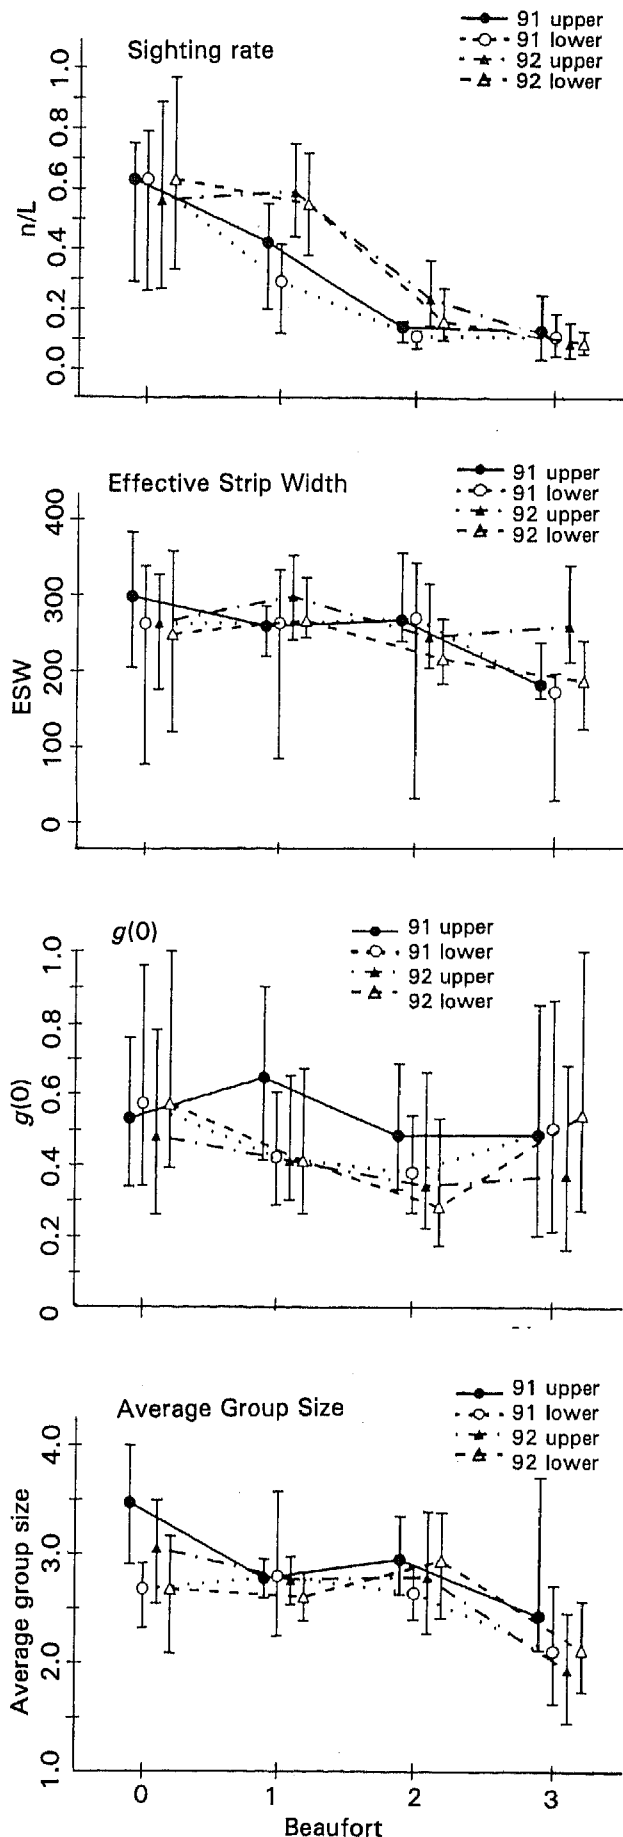 91 upper
91 lower
92 upper
92 lower
Sighting rate
n/L
1.0
0.8
0.6
0.4
0.2
0.0
91 upper
91 lower
92 upper
92 lower
Effective Strip Width
ESW
400
300
200
100
0
91 upper
91 lower
92 upper
92 lower
g(0)
g(0)
1.0
0.8
0.6
0.4
0.2
0
91 upper
91 lower
92 upper
92 lower
Average Group Size
Average group size
4.0
3.0
2.0
1.0
0 1 2 3
Beaufort